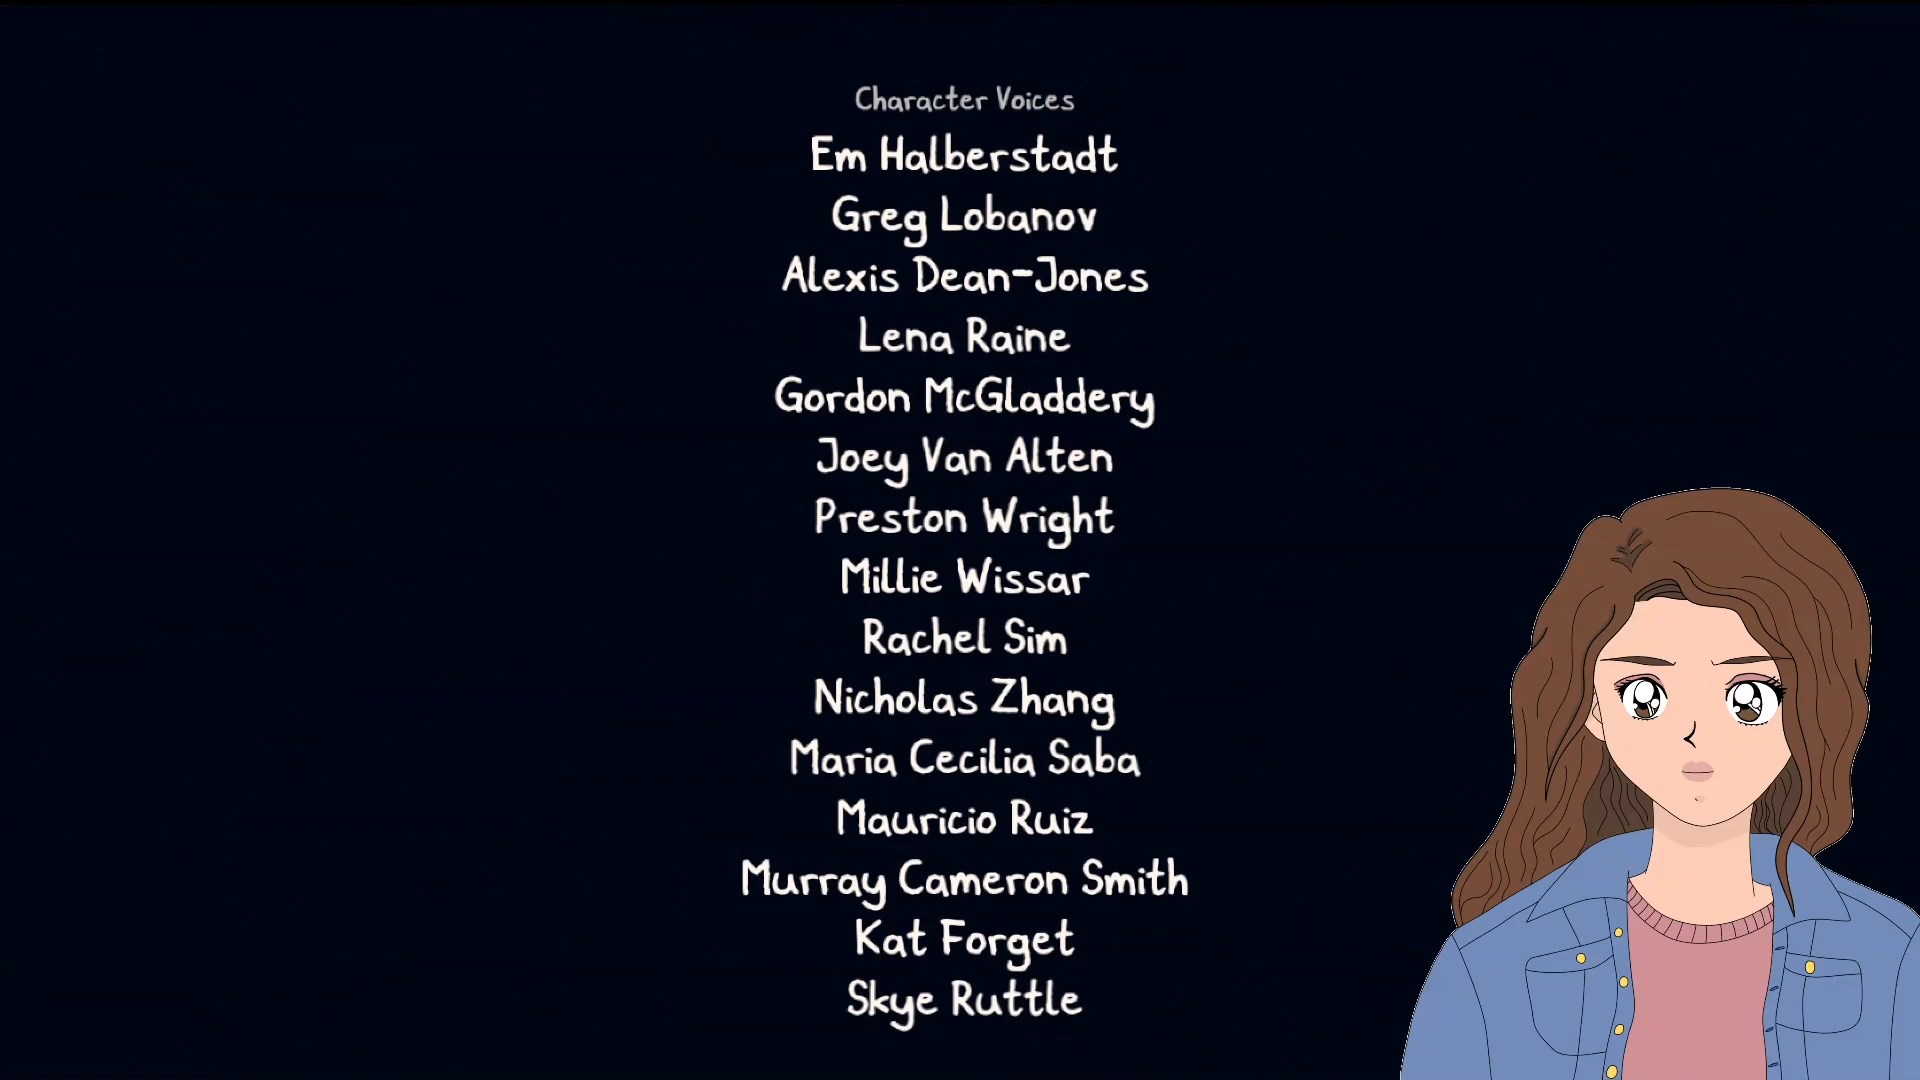 Character Voices
Em Halberstadt
Greg Lobanov
Alexis Dean-Jones
Lena Raine
Gordon McGladdery
Joey Van Alten
Preston Wright
Millie Wissar
Rachel Sim
Nicholas Zhang
Maria Cecilia Saba
Mauricio Ruiz
Murray Cameron Smith
Kat Forget
Skye Ruttle